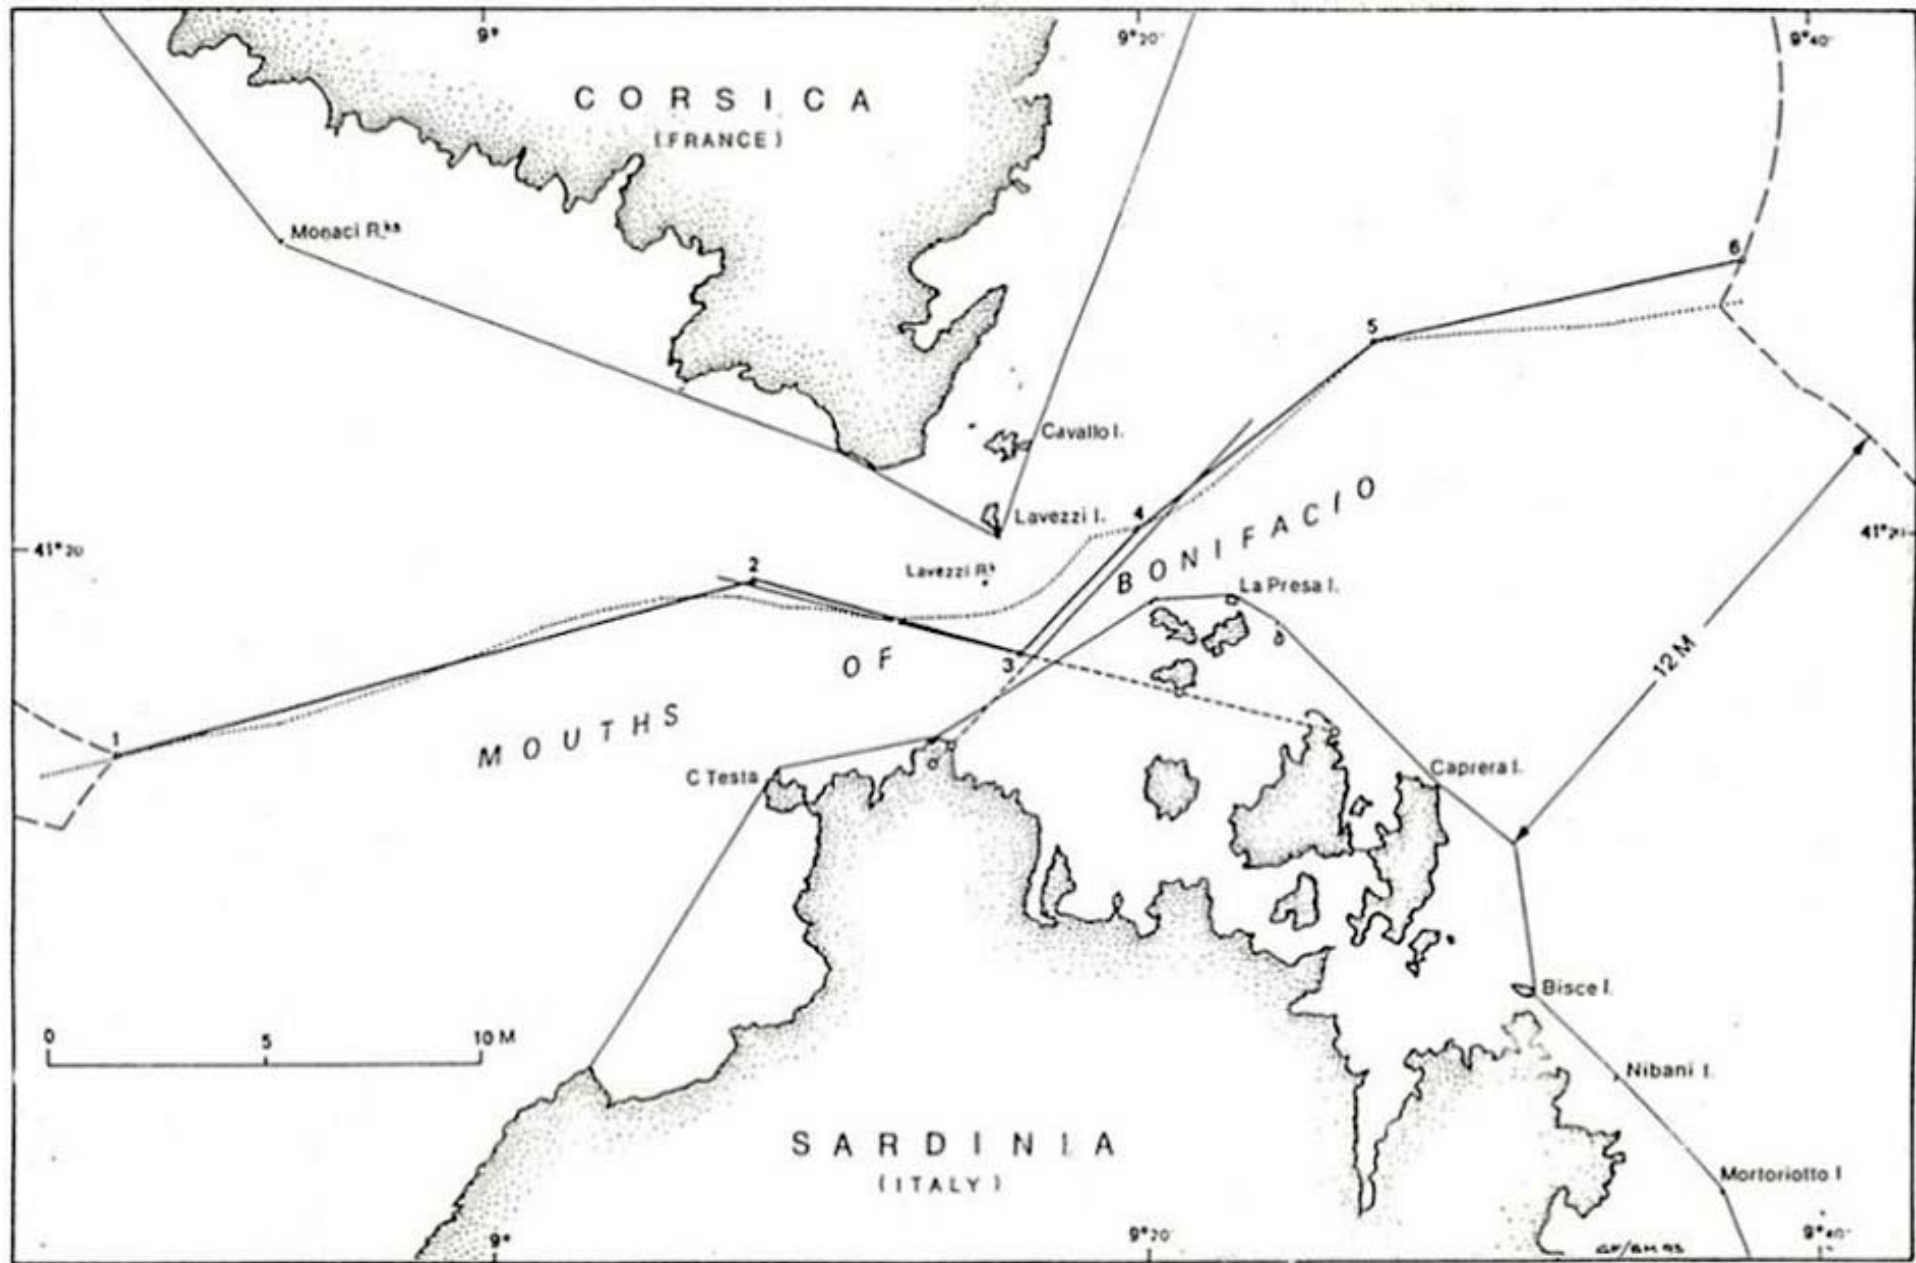 9°
9°20'
9°40'
CORSICA
(FRANCE)
Monaci R.ks
6
5
Cavallo I.
4
Lavezzi I.
BONIFACIO
41°20
41°20
2
Lavezzi Rk
La Presa I.
12 M
3
OF
MOUTHS
1
C Testa
Caprera I.
Bisce I.
0 5 10 M
Nibani I.
SARDINIA
(ITALY)
Mortoriotto I
9°
9°20'
9°40'